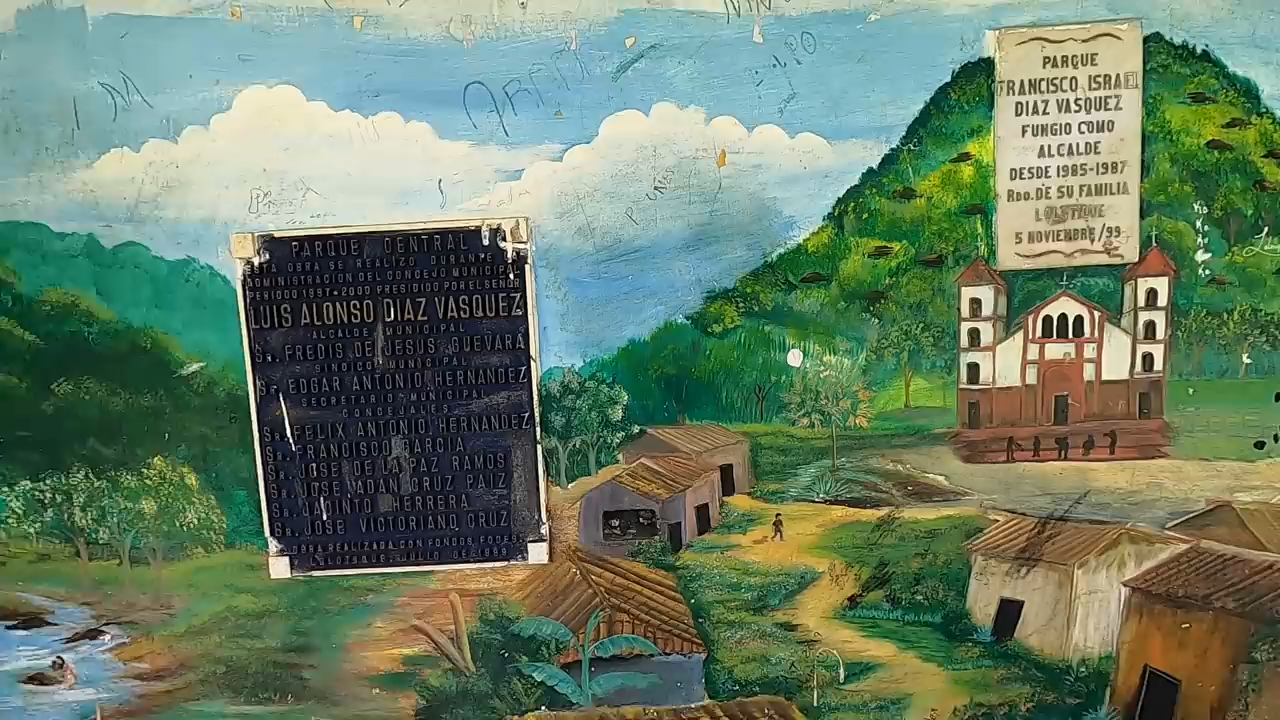 PARQUE CENTRAL
ESTA OBRA SE REALIZO DURANTE
ADMINISTRACION DEL CONCEJO MUNICIPAL
PERIODO 1997-2000 PRESIDIDO POR EL SEÑOR
LUIS ALONSO DIAZ VASQUEZ
ALCALDE MUNICIPAL
SR. FREDIS DE JESUS GUEVARA
SINDICO MUNICIPAL
SR. EDGAR ANTONIO HERNANDEZ
SECRETARIO MUNICIPAL
CONCEJALES
SR. FELIX ANTONIO HERNANDEZ
SR. FRANCISCO GARCIA
SR. JOSE DE LA PAZ RAMOS
SR. JOSE ADAN CRUZ PAIZ
SR. JACINTO HERRERA
SR. JOSE VICTORIANO CRUZ
OBRA REALIZADA CON FONDOS FODES
LOLOTIQUE, JULIO DE 1999
PARQUE
FRANCISCO ISRAEL
DIAZ VASQUEZ
FUNGIO COMO
ALCALDE
DESDE 1985-1987
RDO. DE SU FAMILIA
LOLOTIQUE
5 NOVIEMBRE/99